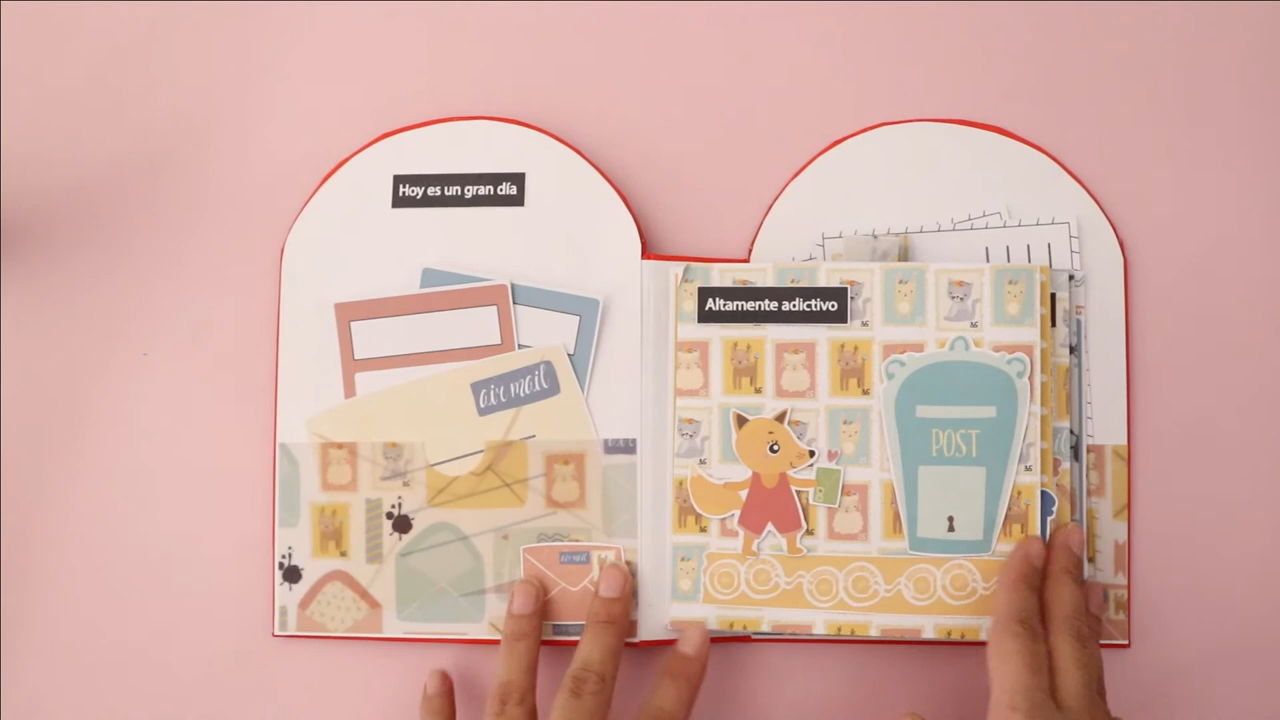 Hoy es un gran día
air mail
air mail
Altamente adictivo
POST